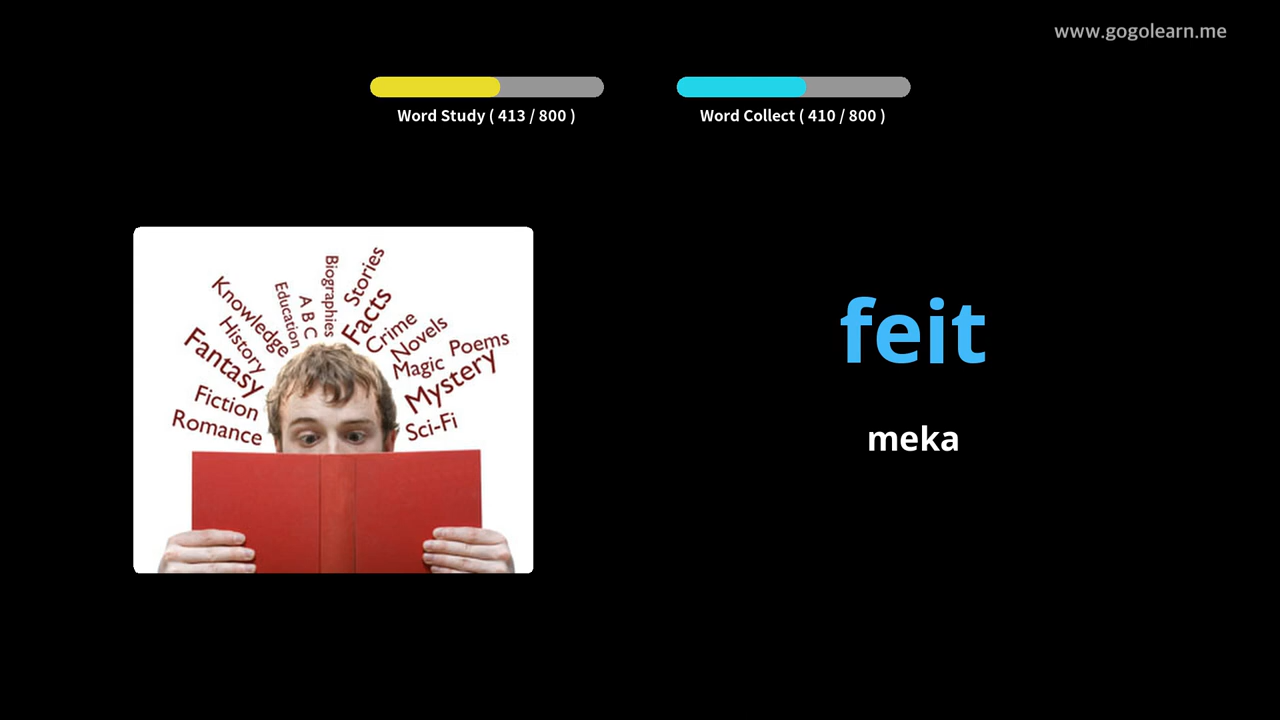 www.gogolearn.me
Word Study ( 413 / 800 )
Word Collect ( 410 / 800 )
Biographies
Stories
Education
A B C
Facts
Knowledge
Crime
History
Novels
Fantasy
Magic
Poems
Mystery
Fiction
Romance
Sci-Fi
feit
meka